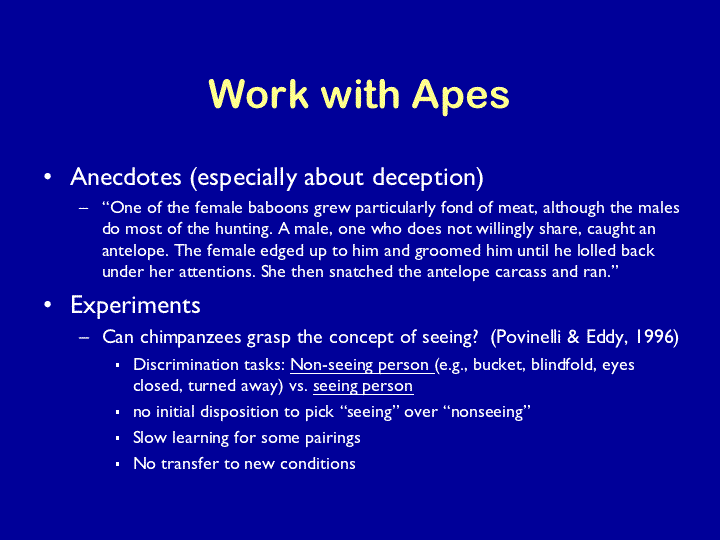 Work with Apes
• Anecdotes (especially about deception)
– “One of the female baboons grew particularly fond of meat, although the males
do most of the hunting. A male, one who does not willingly share, caught an
antelope. The female edged up to him and groomed him until he lolled back
under her attentions. She then snatched the antelope carcass and ran.”
• Experiments
– Can chimpanzees grasp the concept of seeing? (Povinelli & Eddy, 1996)
▪ Discrimination tasks: Non-seeing person (e.g., bucket, blindfold, eyes
closed, turned away) vs. seeing person
▪ no initial disposition to pick “seeing” over “nonseeing”
▪ Slow learning for some pairings
▪ No transfer to new conditions